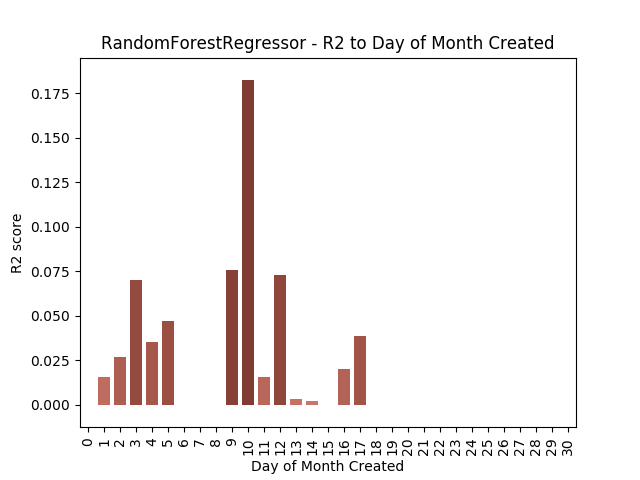 RandomForestRegressor - R2 to Day of Month Created
R2 score
0.175
0.150
0.125
0.100
0.075
0.050
0.025
0.000
0 1 2 3 4 5 6 7 8 9 10 11 12 13 14 15 16 17 18 19 20 21 22 23 24 25 26 27 28 29 30
Day of Month Created